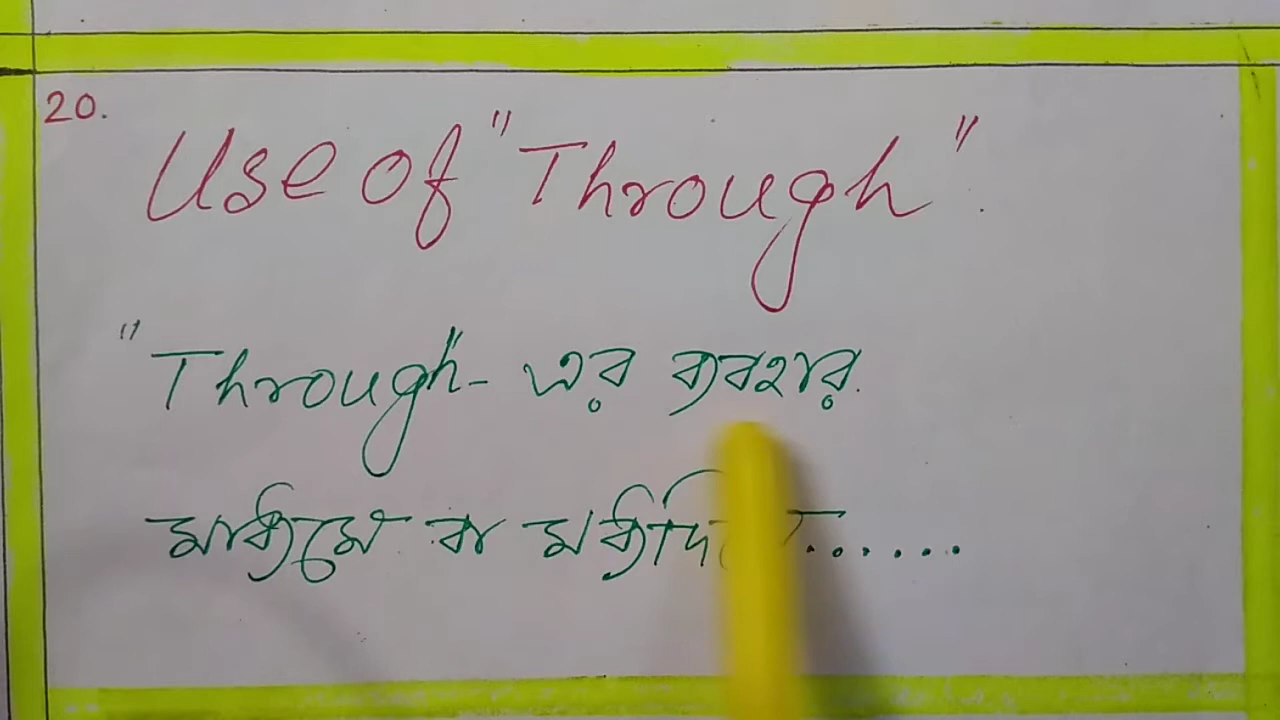 20.
Use of "Through".
"Through"- এর ব্যবহার.
মাধ্যমে বা ......